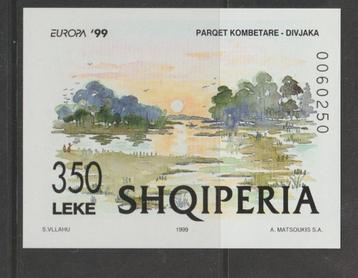 EUROPA '99
PARQET KOMBETARE - DIVJAKA
0060250
350
LEKE
SHQIPERIA
S.VLLAHU
1999
A. MATSOUKIS S.A.